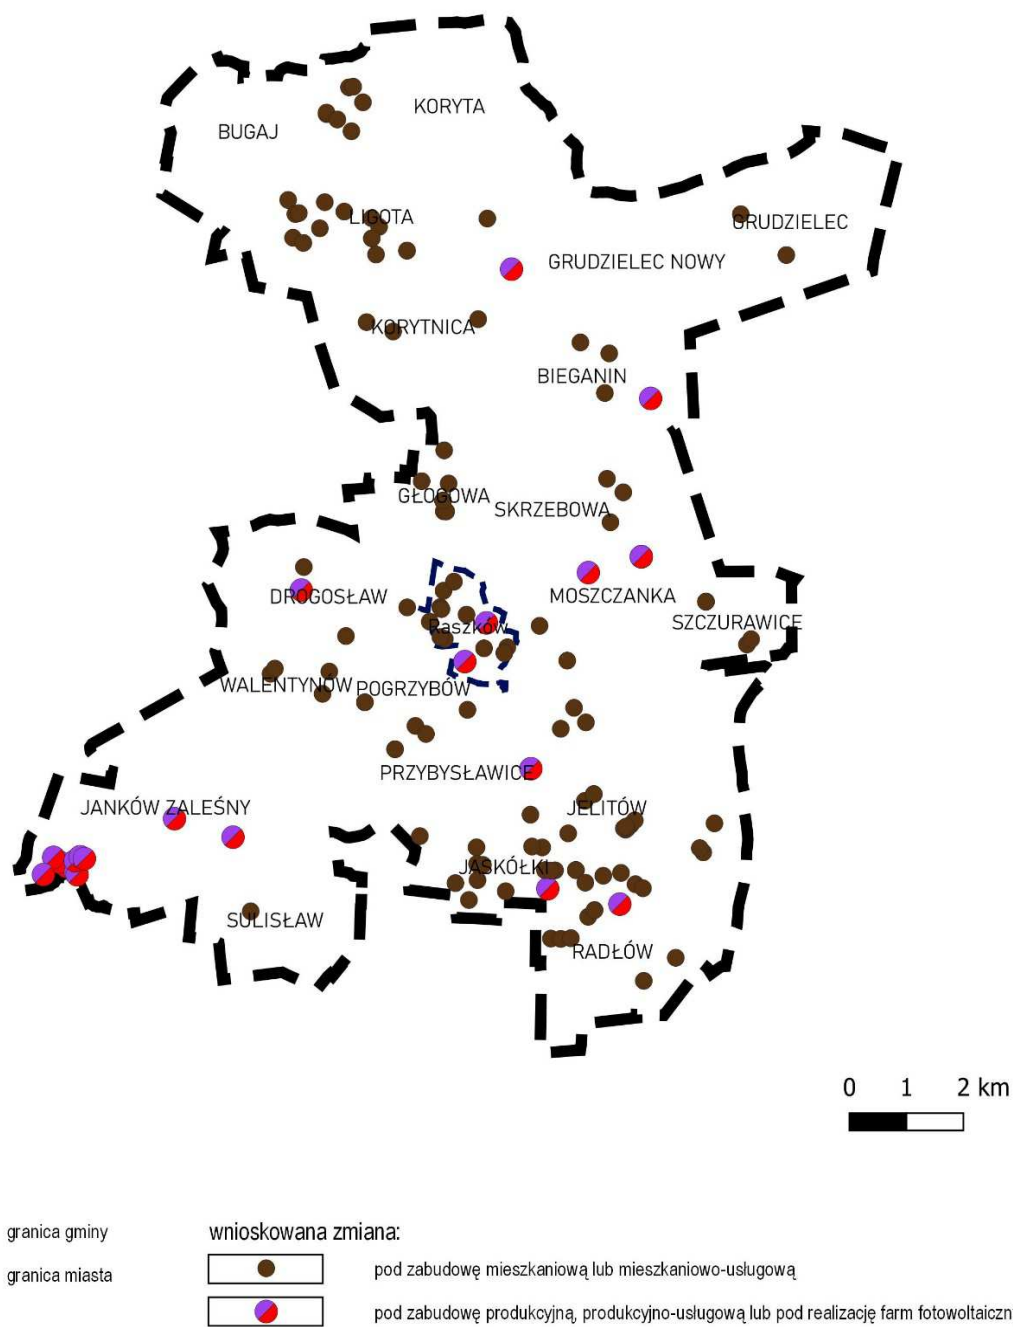 KORYTA
BUGAJ
LIGOTA
GRUDZIELEC
GRUDZIELEC NOWY
KORYTNICA
BIEGANIN
GŁOGOWA
SKRZEBOWA
DROGOSŁAW
MOSZCZANKA
SZCZURAWICE
Raszków
WALENTYNÓW
POGRZYBÓW
PRZYBYSŁAWICE
JANKÓW ZALEŚNY
JELITÓW
JASKÓŁKI
SULISŁAW
RADŁÓW
0 1 2 km
granica gminy
wnioskowana zmiana:
granica miasta
pod zabudowę mieszkaniową lub mieszkaniowo-usługową
pod zabudowę produkcyjną, produkcyjno-usługową lub pod realizację farm fotowoltaiczn